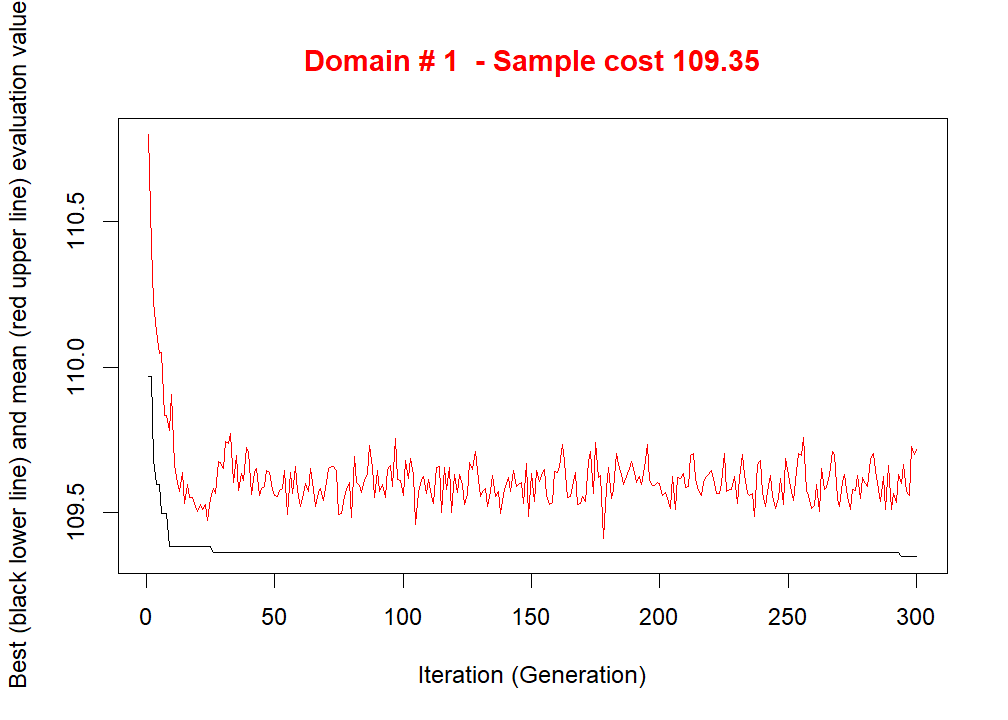 Domain # 1  - Sample cost 109.35
Best (black lower line) and mean (red upper line) evaluation value
110.5
110.0
109.5
0 50 100 150 200 250 300
Iteration (Generation)